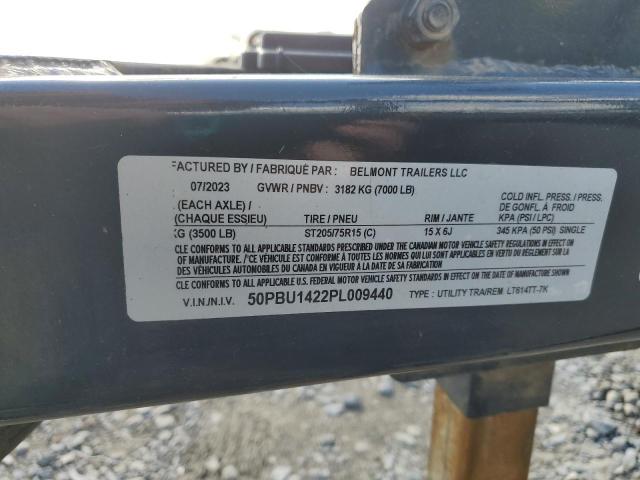 FACTURED BY / FABRIQUÉ PAR : BELMONT TRAILERS LLC
07/2023 GVWR / PNBV : 3182 KG (7000 LB)
(EACH AXLE) / (CHAQUE ESSIEU) TIRE / PNEU RIM / JANTE COLD INFL. PRESS. / PRESS. DE GONFL. À FROID KPA (PSI / LPC)
KG (3500 LB) ST205/75R15 (C) 15 X 6J 345 KPA (50 PSI) SINGLE
CLE CONFORMS TO ALL APPLICABLE STANDARDS PRESCRIBED UNDER THE CANADIAN MOTOR VEHICLE SAFETY REGULATIONS IN EFFECT ON
OF MANUFACTURE. / CE VÉHICULE EST CONFORME À TOUTES LES NORMES QUI LUI SONT APPLICABLES EN VERTU DU RÈGLEMENT SUR LA
DES VÉHICULES AUTOMOBILES DU CANADA EN VIGUEUR À LA DATE DE SA FABRICATION
CLE CONFORMS TO ALL APPLICABLE U.S. FEDERAL MOTOR VEHICLE SAFETY STANDARDS IN EFFECT ON THE DATE OF MANUFACTURE SHOWN
V.I.N./N.I.V. 50PBU1422PL009440 TYPE : UTILITY TRA/REM LT614TT-7K